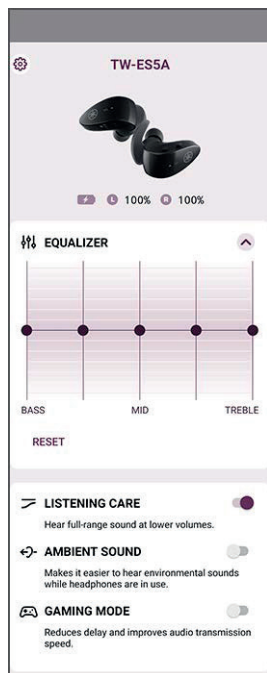 TW-ES5A
L 100% R 100%
EQUALIZER
BASS MID TREBLE
RESET
LISTENING CARE
Hear full-range sound at lower volumes.
AMBIENT SOUND
Makes it easier to hear environmental sounds
while headphones are in use.
GAMING MODE
Reduces delay and improves audio transmission
speed.